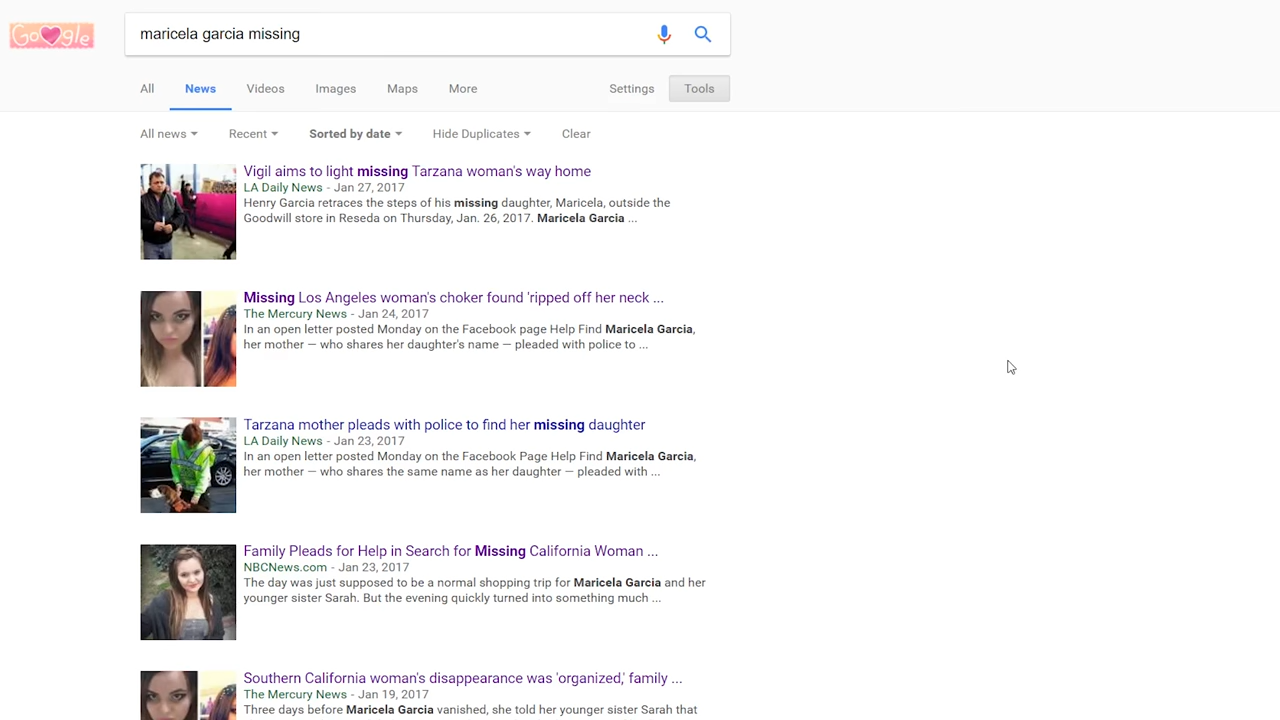 Google
maricela garcia missing
All News Videos Images Maps More Settings Tools
All news Recent Sorted by date Hide Duplicates Clear
Vigil aims to light missing Tarzana woman's way home
LA Daily News - Jan 27, 2017
Henry Garcia retraces the steps of his missing daughter, Maricela, outside the
Goodwill store in Reseda on Thursday, Jan. 26, 2017. Maricela Garcia ...
Missing Los Angeles woman's choker found 'ripped off her neck ...
The Mercury News - Jan 24, 2017
In an open letter posted Monday on the Facebook page Help Find Maricela Garcia,
her mother — who shares her daughter's name — pleaded with police to ...
Tarzana mother pleads with police to find her missing daughter
LA Daily News - Jan 23, 2017
In an open letter posted Monday on the Facebook Page Help Find Maricela Garcia,
her mother — who shares the same name as her daughter — pleaded with ...
Family Pleads for Help in Search for Missing California Woman ...
NBCNews.com - Jan 23, 2017
The day was just supposed to be a normal shopping trip for Maricela Garcia and her
younger sister Sarah. But the evening quickly turned into something much ...
Southern California woman's disappearance was 'organized,' family ...
The Mercury News - Jan 19, 2017
Three days before Maricela Garcia vanished, she told her younger sister Sarah that